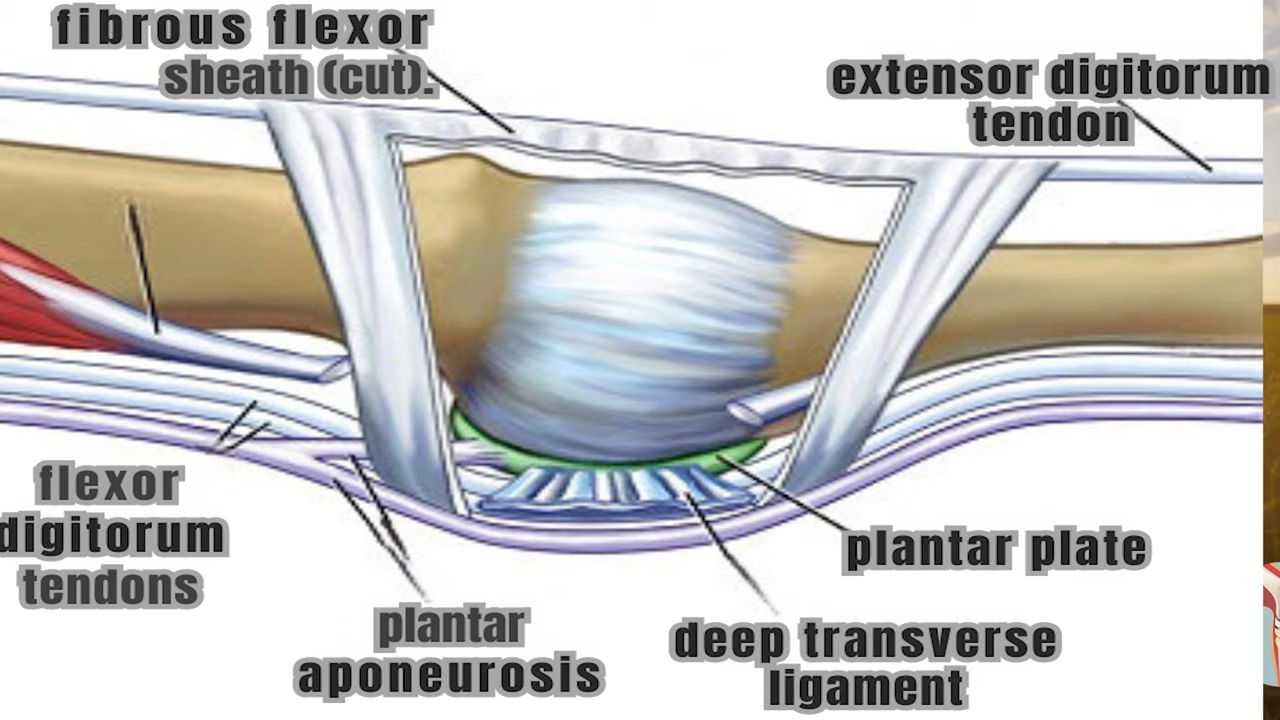 fibrous flexor
sheath (cut).
extensor digitorum
tendon
flexor
digitorum
tendons
plantar
aponeurosis
deep transverse
ligament
plantar plate